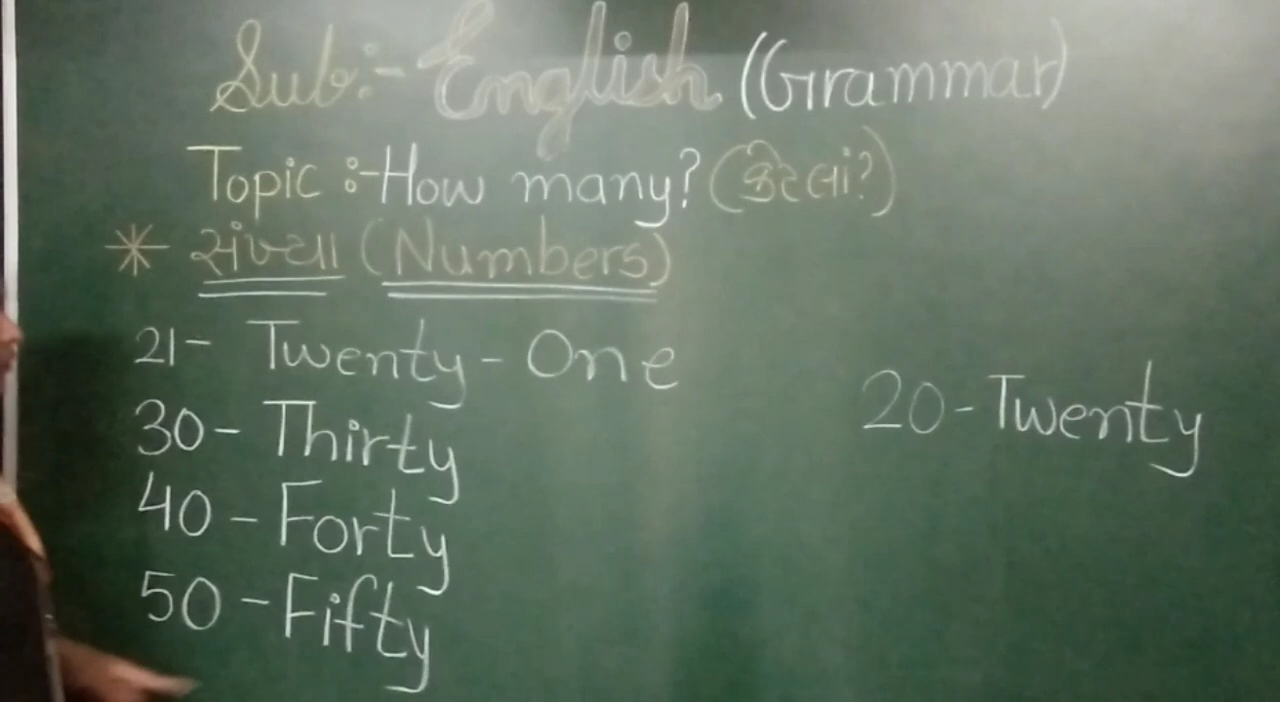 Sub:- English (Grammar)
Topic :- How many? (કેટલાં?)
* સંખ્યા (Numbers)
21- Twenty-One
30- Thirty
40- Forty
50- Fifty
20- Twenty